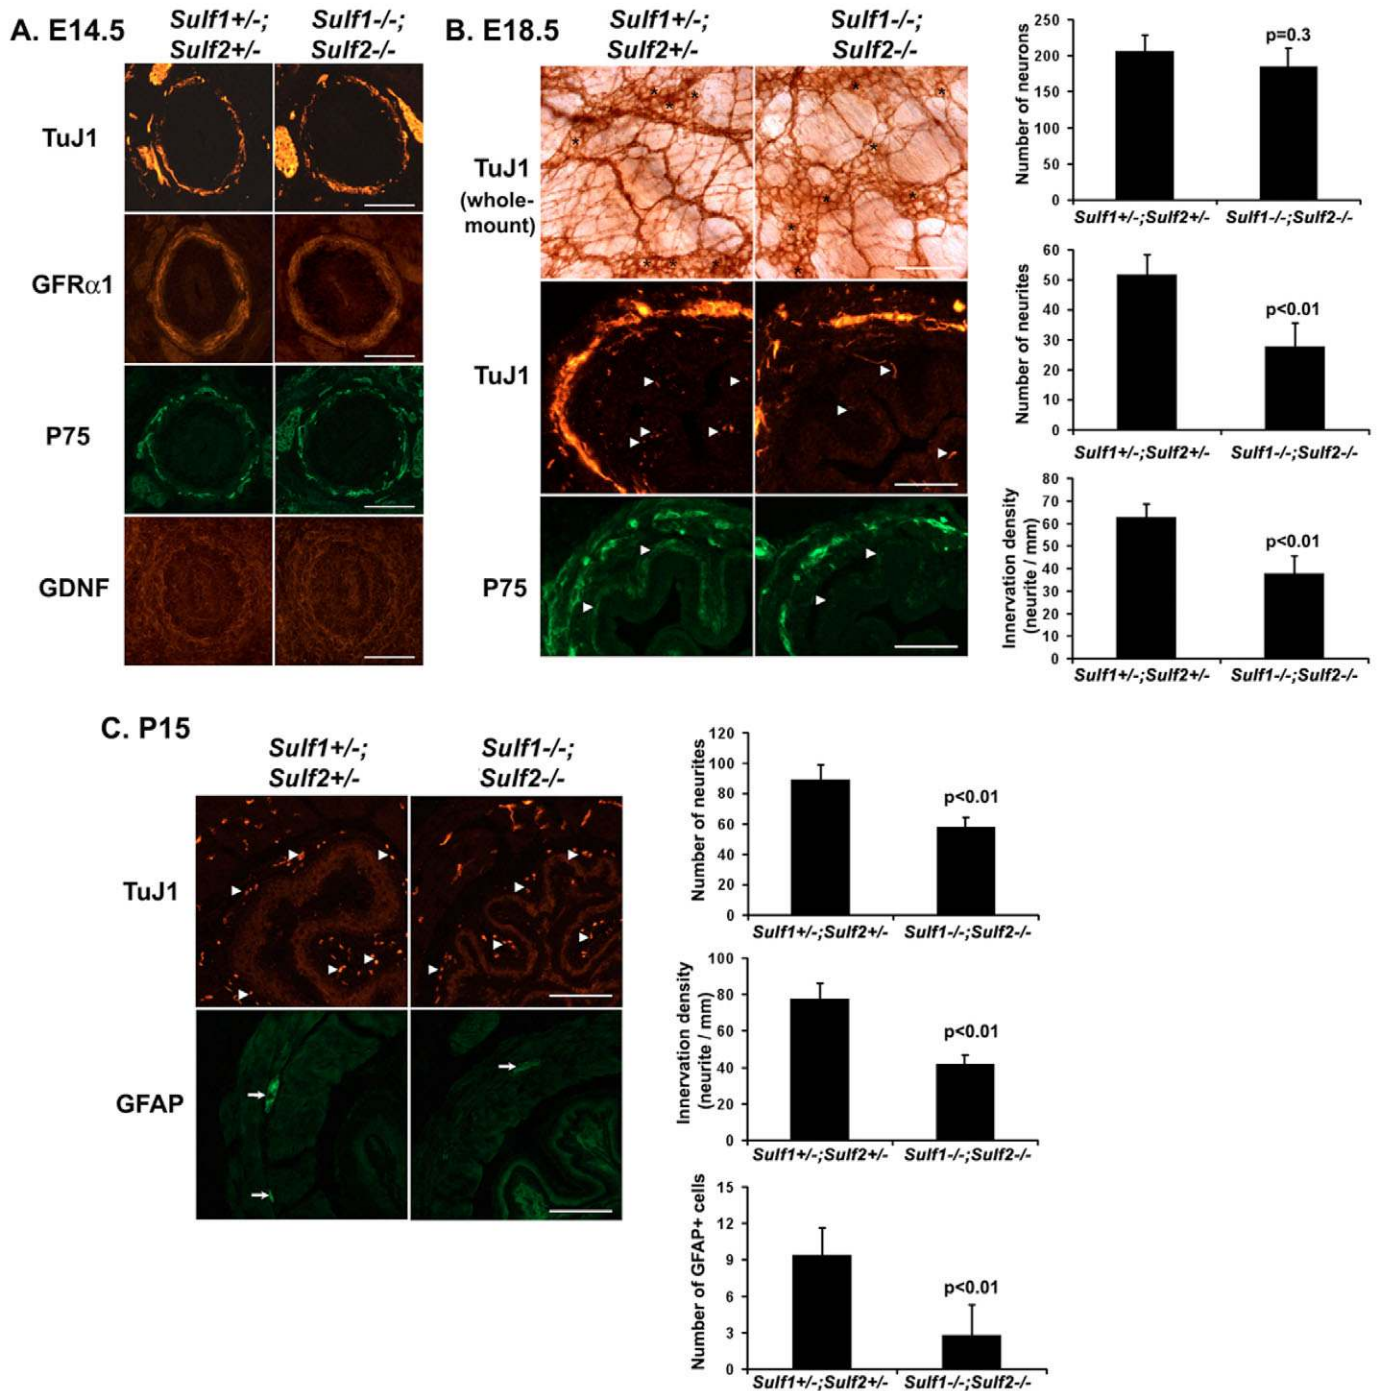 A. E14.5
Sulf1+/-;
Sulf2+/-
Sulf1-/-;
Sulf2-/-
TuJ1
GFRα1
P75
GDNF
B. E18.5
Sulf1+/-;
Sulf2+/-
Sulf1-/-;
Sulf2-/-
TuJ1
(whole-
mount)
TuJ1
P75
Number of neurons
250
200
150
100
50
0
p=0.3
Sulf1+/-;Sulf2+/-
Sulf1-/-;Sulf2-/-
Number of neurites
60
50
40
30
20
10
0
p<0.01
Sulf1+/-;Sulf2+/-
Sulf1-/-;Sulf2-/-
Innervation density
(neurite / mm)
80
70
60
50
40
30
20
10
0
p<0.01
Sulf1+/-;Sulf2+/-
Sulf1-/-;Sulf2-/-
C. P15
Sulf1+/-;
Sulf2+/-
Sulf1-/-;
Sulf2-/-
TuJ1
GFAP
Number of neurites
120
100
80
60
40
20
0
p<0.01
Sulf1+/-;Sulf2+/-
Sulf1-/-;Sulf2-/-
Innervation density
(neurite / mm)
100
80
60
40
20
0
p<0.01
Sulf1+/-;Sulf2+/-
Sulf1-/-;Sulf2-/-
Number of GFAP+ cells
15
12
9
6
3
0
p<0.01
Sulf1+/-;Sulf2+/-
Sulf1-/-;Sulf2-/-